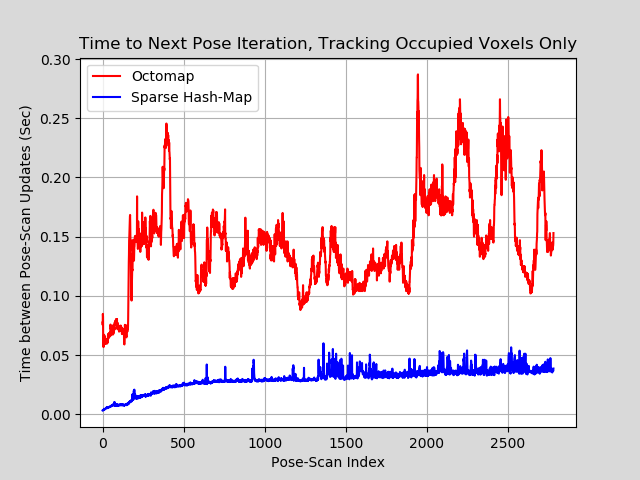 Time to Next Pose Iteration, Tracking Occupied Voxels Only
Octomap
Sparse Hash-Map
Time between Pose-Scan Updates (Sec)
0.30
0.25
0.20
0.15
0.10
0.05
0.00
0 500 1000 1500 2000 2500
Pose-Scan Index